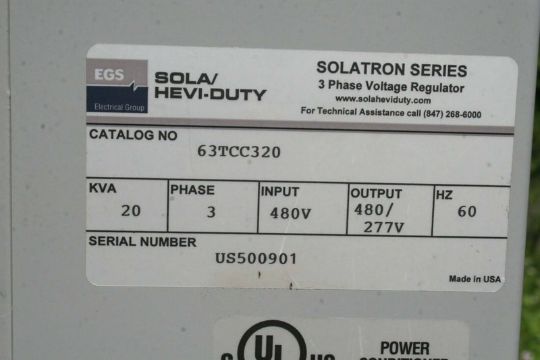 EGS
Electrical Group
SOLA/
HEVI-DUTY
SOLATRON SERIES
3 Phase Voltage Regulator
www.solaheviduty.com
For Technical Assistance call (847) 268-6000
CATALOG NO
63TCC320
KVA PHASE INPUT OUTPUT HZ
20 3 480V 480/ 60
277V
SERIAL NUMBER
US500901
Made in USA
UL
POWER